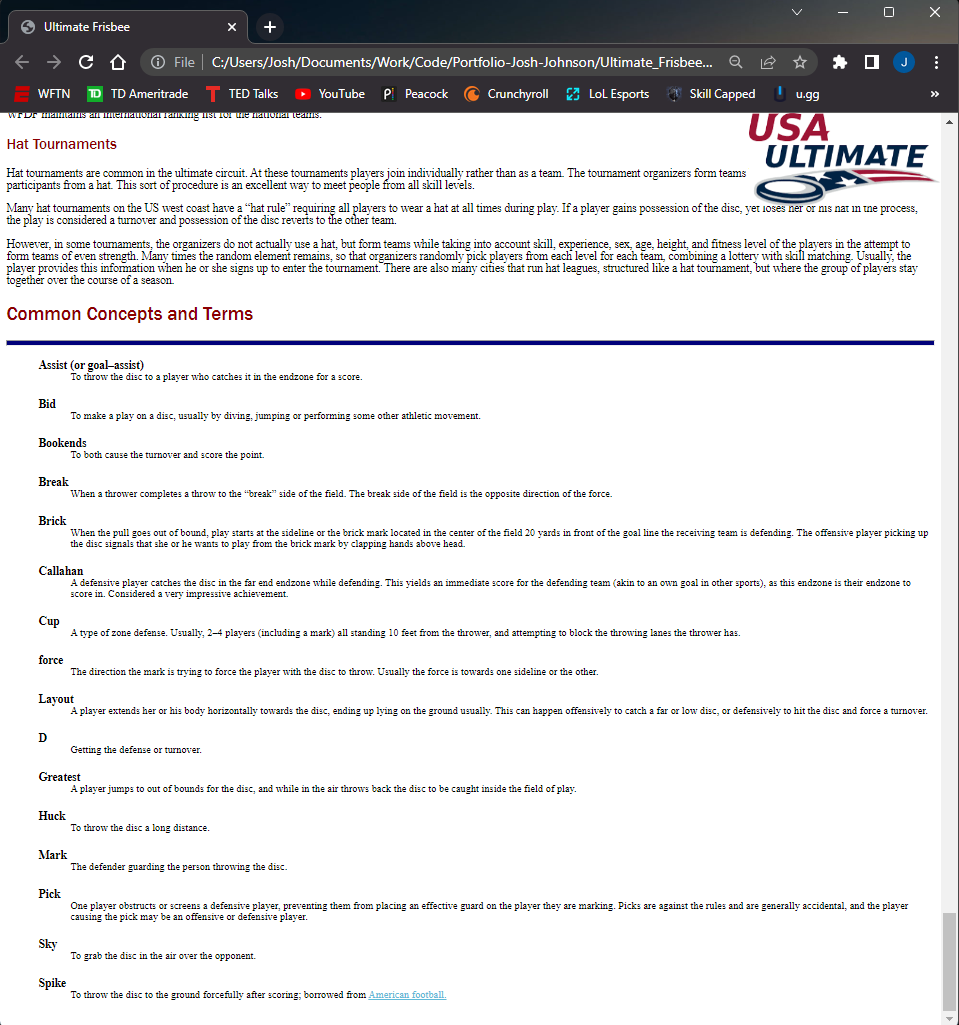 Ultimate Frisbee
File
C:/Users/Josh/Documents/Work/Code/Portfolio-Josh-Johnson/Ultimate_Frisbee...
J
WFTN
TD TD Ameritrade
TED Talks
YouTube
Peacock
Crunchyroll
LoL Esports
Skill Capped
u.gg
»
WFDF maintains an international ranking list for the national teams.
USA
ULTIMATE
Hat Tournaments
Hat tournaments are common in the ultimate circuit. At these tournaments players join individually rather than as a team. The tournament organizers form teams
participants from a hat. This sort of procedure is an excellent way to meet people from all skill levels.
Many hat tournaments on the US west coast have a “hat rule” requiring all players to wear a hat at all times during play. If a player gains possession of the disc, yet loses her or his hat in the process,
the play is considered a turnover and possession of the disc reverts to the other team.
However, in some tournaments, the organizers do not actually use a hat, but form teams while taking into account skill, experience, sex, age, height, and fitness level of the players in the attempt to
form teams of even strength. Many times the random element remains, so that organizers randomly pick players from each level for each team, combining a lottery with skill matching. Usually, the
player provides this information when he or she signs up to enter the tournament. There are also many cities that run hat leagues, structured like a hat tournament, but where the group of players stay
together over the course of a season.
Common Concepts and Terms
Assist (or goal–assist)
To throw the disc to a player who catches it in the endzone for a score.
Bid
To make a play on a disc, usually by diving, jumping or performing some other athletic movement.
Bookends
To both cause the turnover and score the point.
Break
When a thrower completes a throw to the “break” side of the field. The break side of the field is the opposite direction of the force.
Brick
When the pull goes out of bound, play starts at the sideline or the brick mark located in the center of the field 20 yards in front of the goal line the receiving team is defending. The offensive player picking up
the disc signals that she or he wants to play from the brick mark by clapping hands above head.
Callahan
A defensive player catches the disc in the far end endzone while defending. This yields an immediate score for the defending team (akin to an own goal in other sports), as this endzone is their endzone to
score in. Considered a very impressive achievement.
Cup
A type of zone defense. Usually, 2–4 players (including a mark) all standing 10 feet from the thrower, and attempting to block the throwing lanes the thrower has.
force
The direction the mark is trying to force the player with the disc to throw. Usually the force is towards one sideline or the other.
Layout
A player extends her or his body horizontally towards the disc, ending up lying on the ground usually. This can happen offensively to catch a far or low disc, or defensively to hit the disc and force a turnover.
D
Getting the defense or turnover.
Greatest
A player jumps to out of bounds for the disc, and while in the air throws back the disc to be caught inside the field of play.
Huck
To throw the disc a long distance.
Mark
The defender guarding the person throwing the disc.
Pick
One player obstructs or screens a defensive player, preventing them from placing an effective guard on the player they are marking. Picks are against the rules and are generally accidental, and the player
causing the pick may be an offensive or defensive player.
Sky
To grab the disc in the air over the opponent.
Spike
To throw the disc to the ground forcefully after scoring; borrowed from American football.